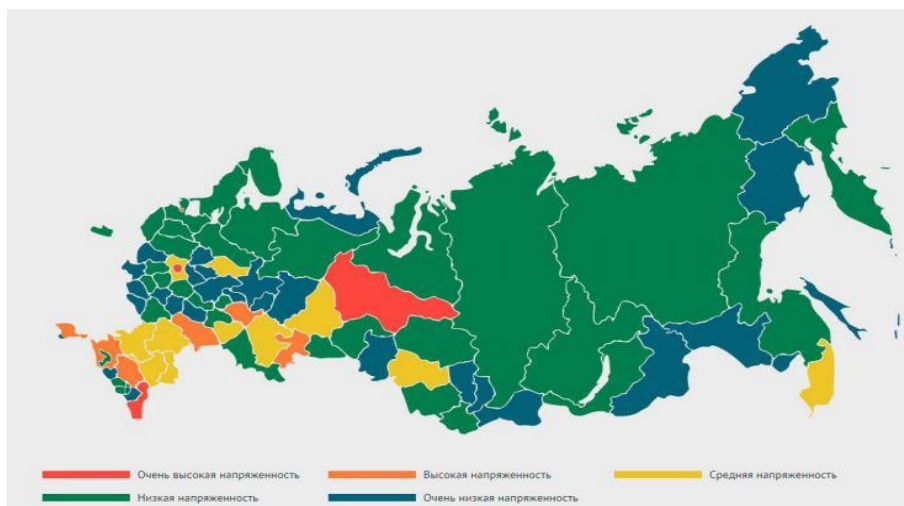 Очень высокая напряженность
Высокая напряженность
Средняя напряженность
Низкая напряженность
Очень низкая напряженность